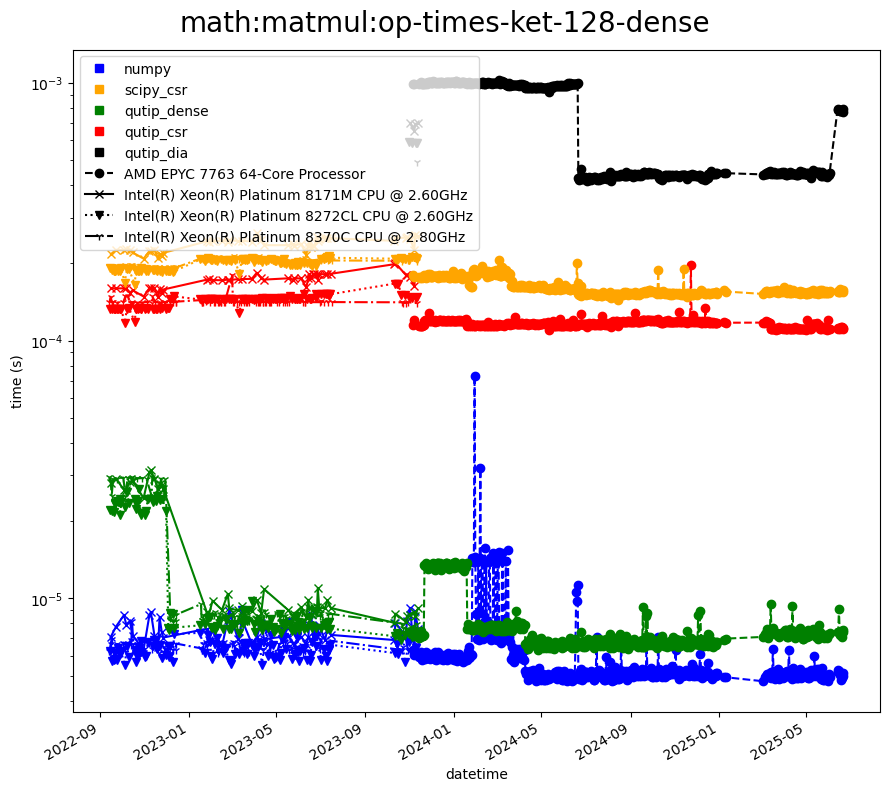 math:matmul:op-times-ket-128-dense
numpy
scipy_csr
qutip_dense
qutip_csr
qutip_dia
AMD EPYC 7763 64-Core Processor
Intel(R) Xeon(R) Platinum 8171M CPU @ 2.60GHz
Intel(R) Xeon(R) Platinum 8272CL CPU @ 2.60GHz
Intel(R) Xeon(R) Platinum 8370C CPU @ 2.80GHz
10⁻³
10⁻⁴
10⁻⁵
time (s)
2022-09
2023-01
2023-05
2023-09
2024-01
2024-05
2024-09
2025-01
2025-05
datetime